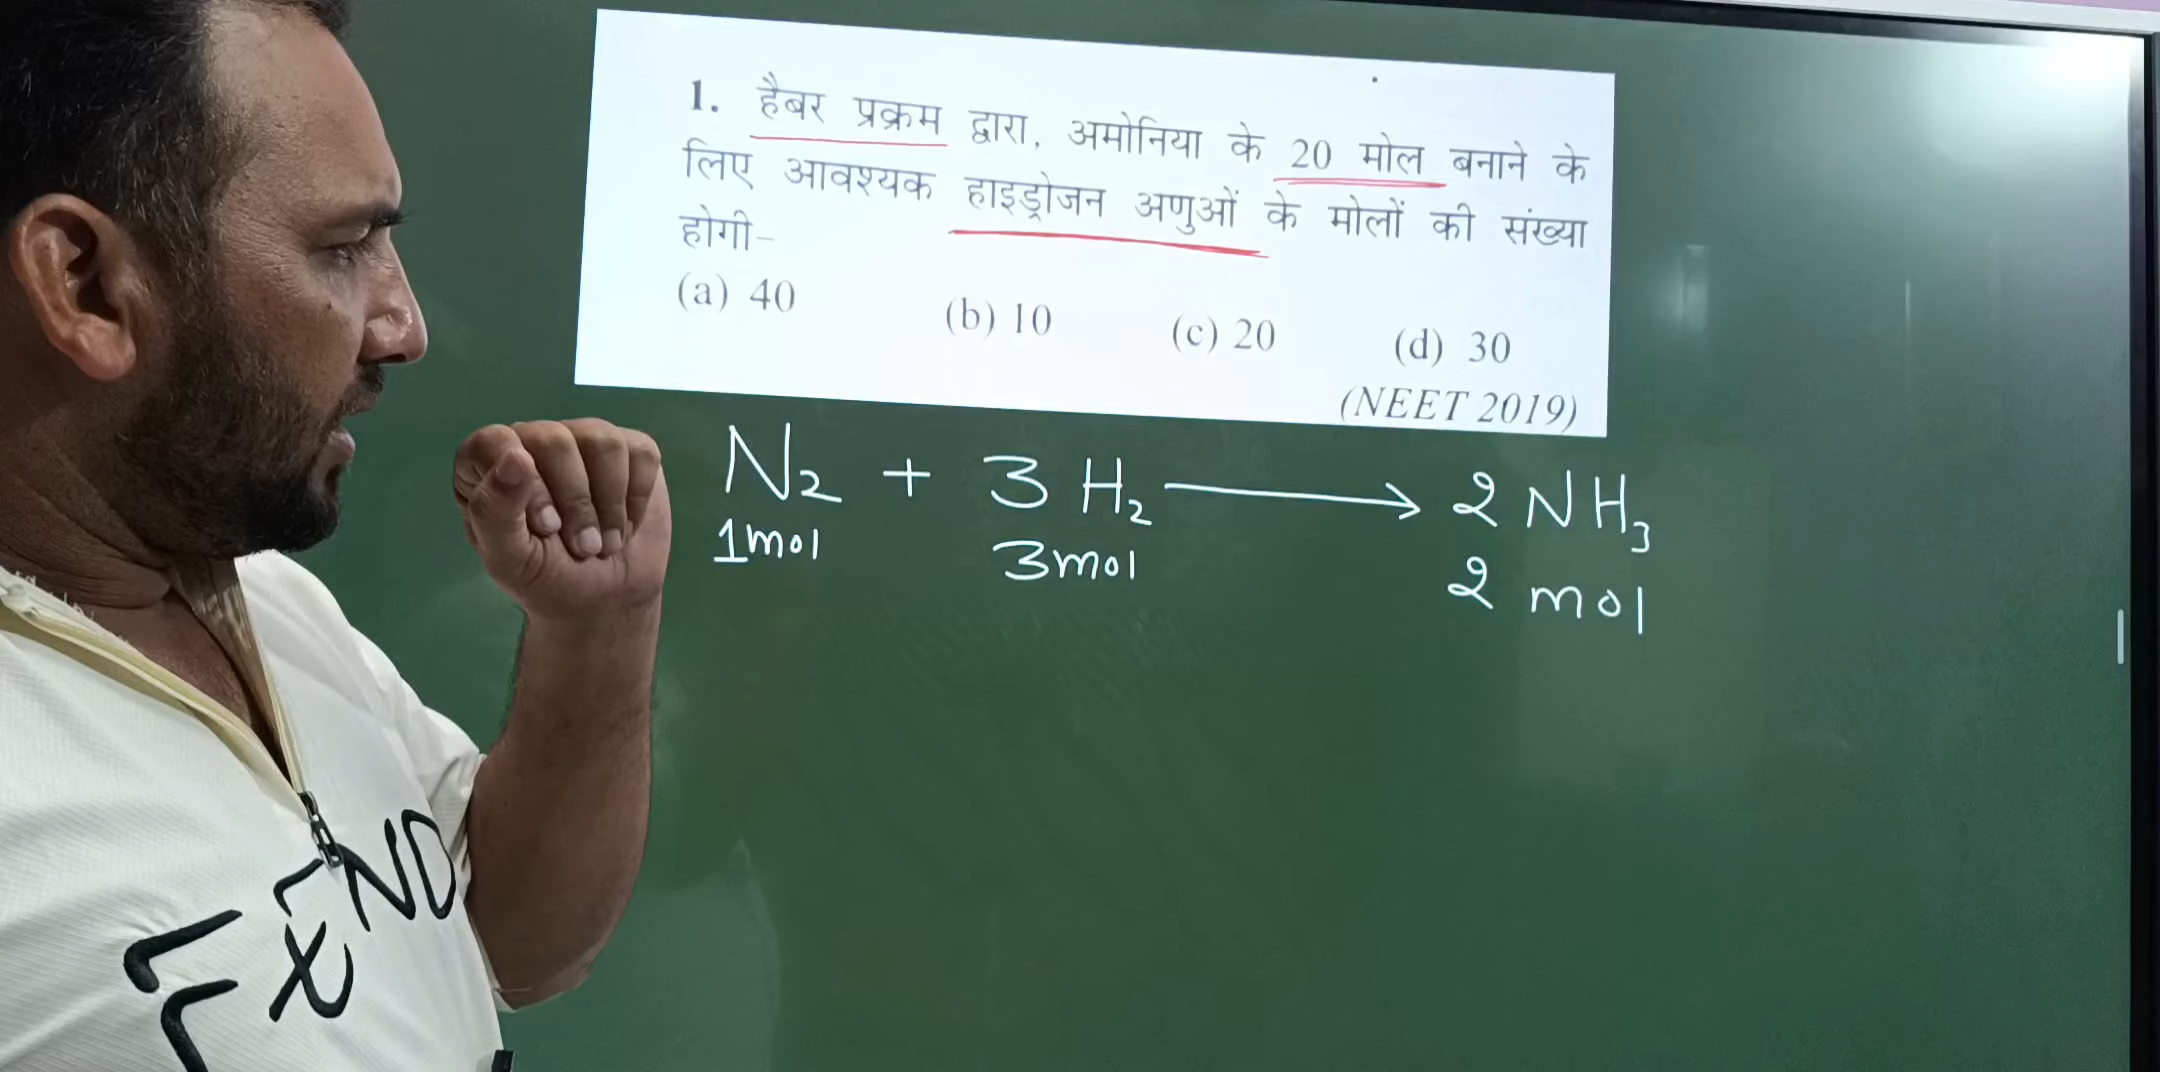 1. हैबर प्रक्रम द्वारा, अमोनिया के 20 मोल बनाने के
लिए आवश्यक हाइड्रोजन अणुओं के मोलों की संख्या
होगी–
(a) 40 (b) 10 (c) 20 (d) 30
(NEET 2019)
N₂ + 3 H₂ ⟶ 2 NH₃
1mol 3mol 2 mol